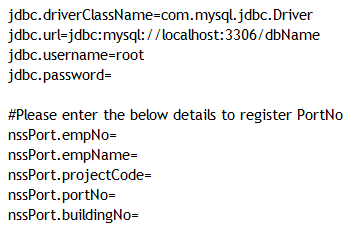 jdbc.driverClassName=com.mysql.jdbc.Driver
jdbc.url=jdbc:mysql://localhost:3306/dbName
jdbc.username=root
jdbc.password=

#Please enter the below details to register PortNo
nssPort.empNo=
nssPort.empName=
nssPort.projectCode=
nssPort.portNo=
nssPort.buildingNo=